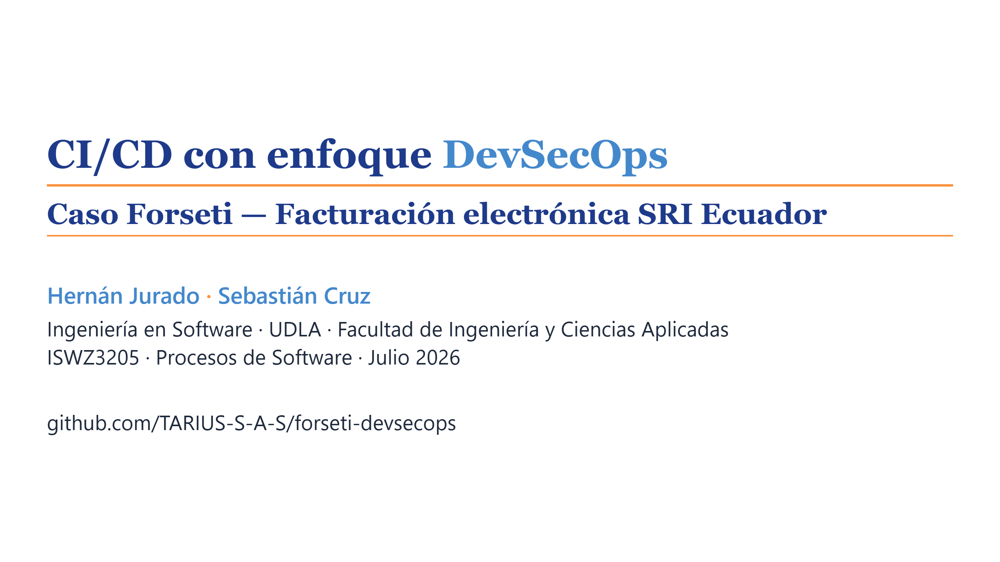 CI/CD con enfoque DevSecOps
Caso Forseti — Facturación electrónica SRI Ecuador
Hernán Jurado · Sebastián Cruz
Ingeniería en Software · UDLA · Facultad de Ingeniería y Ciencias Aplicadas
ISWZ3205 · Procesos de Software · Julio 2026
github.com/TARIUS-S-A-S/forseti-devsecops